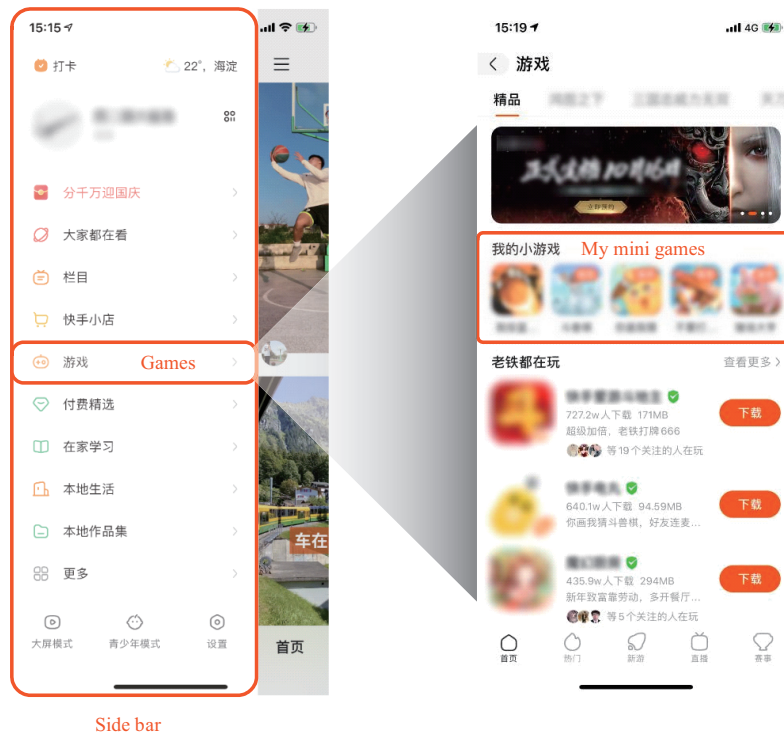 15:15
打卡
22°，海淀
分千万迎国庆
大家都在看
栏目
快手小店
游戏
Games
付费精选
在家学习
本地生活
本地作品集
更多
大屏模式
青少年模式
设置
Side bar
车在
首页
15:19
4G
游戏
精品
立即预约
我的小游戏
My mini games
老铁都在玩
查看更多
727.2w人下载 171MB
超级加倍，老铁打牌666
等19个关注的人在玩
下载
640.1w人下载 94.59MB
你画我猜斗兽棋，好友连麦...
下载
435.9w人下载 294MB
新年致富靠劳动，多开餐厅...
等5个关注的人在玩
下载
首页
热门
新游
直播
赛事